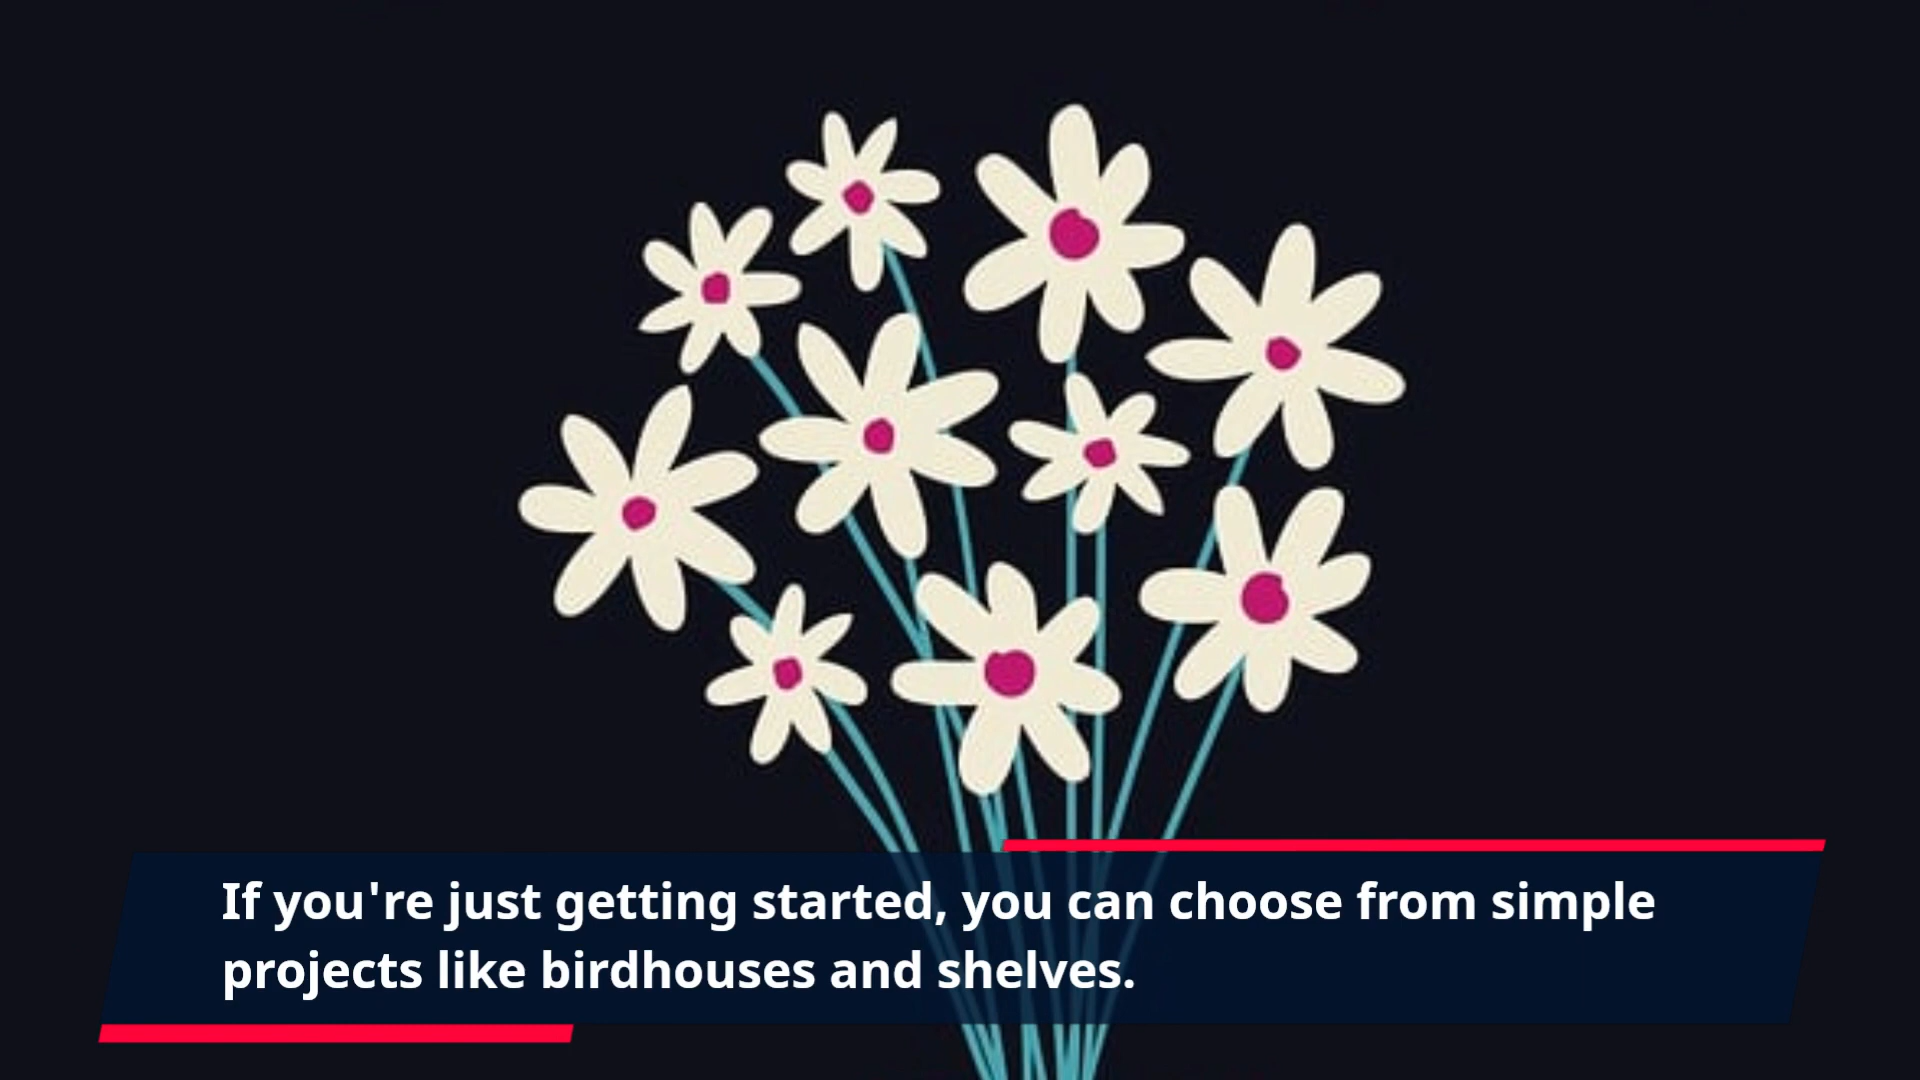 If you're just getting started, you can choose from simple
projects like birdhouses and shelves.